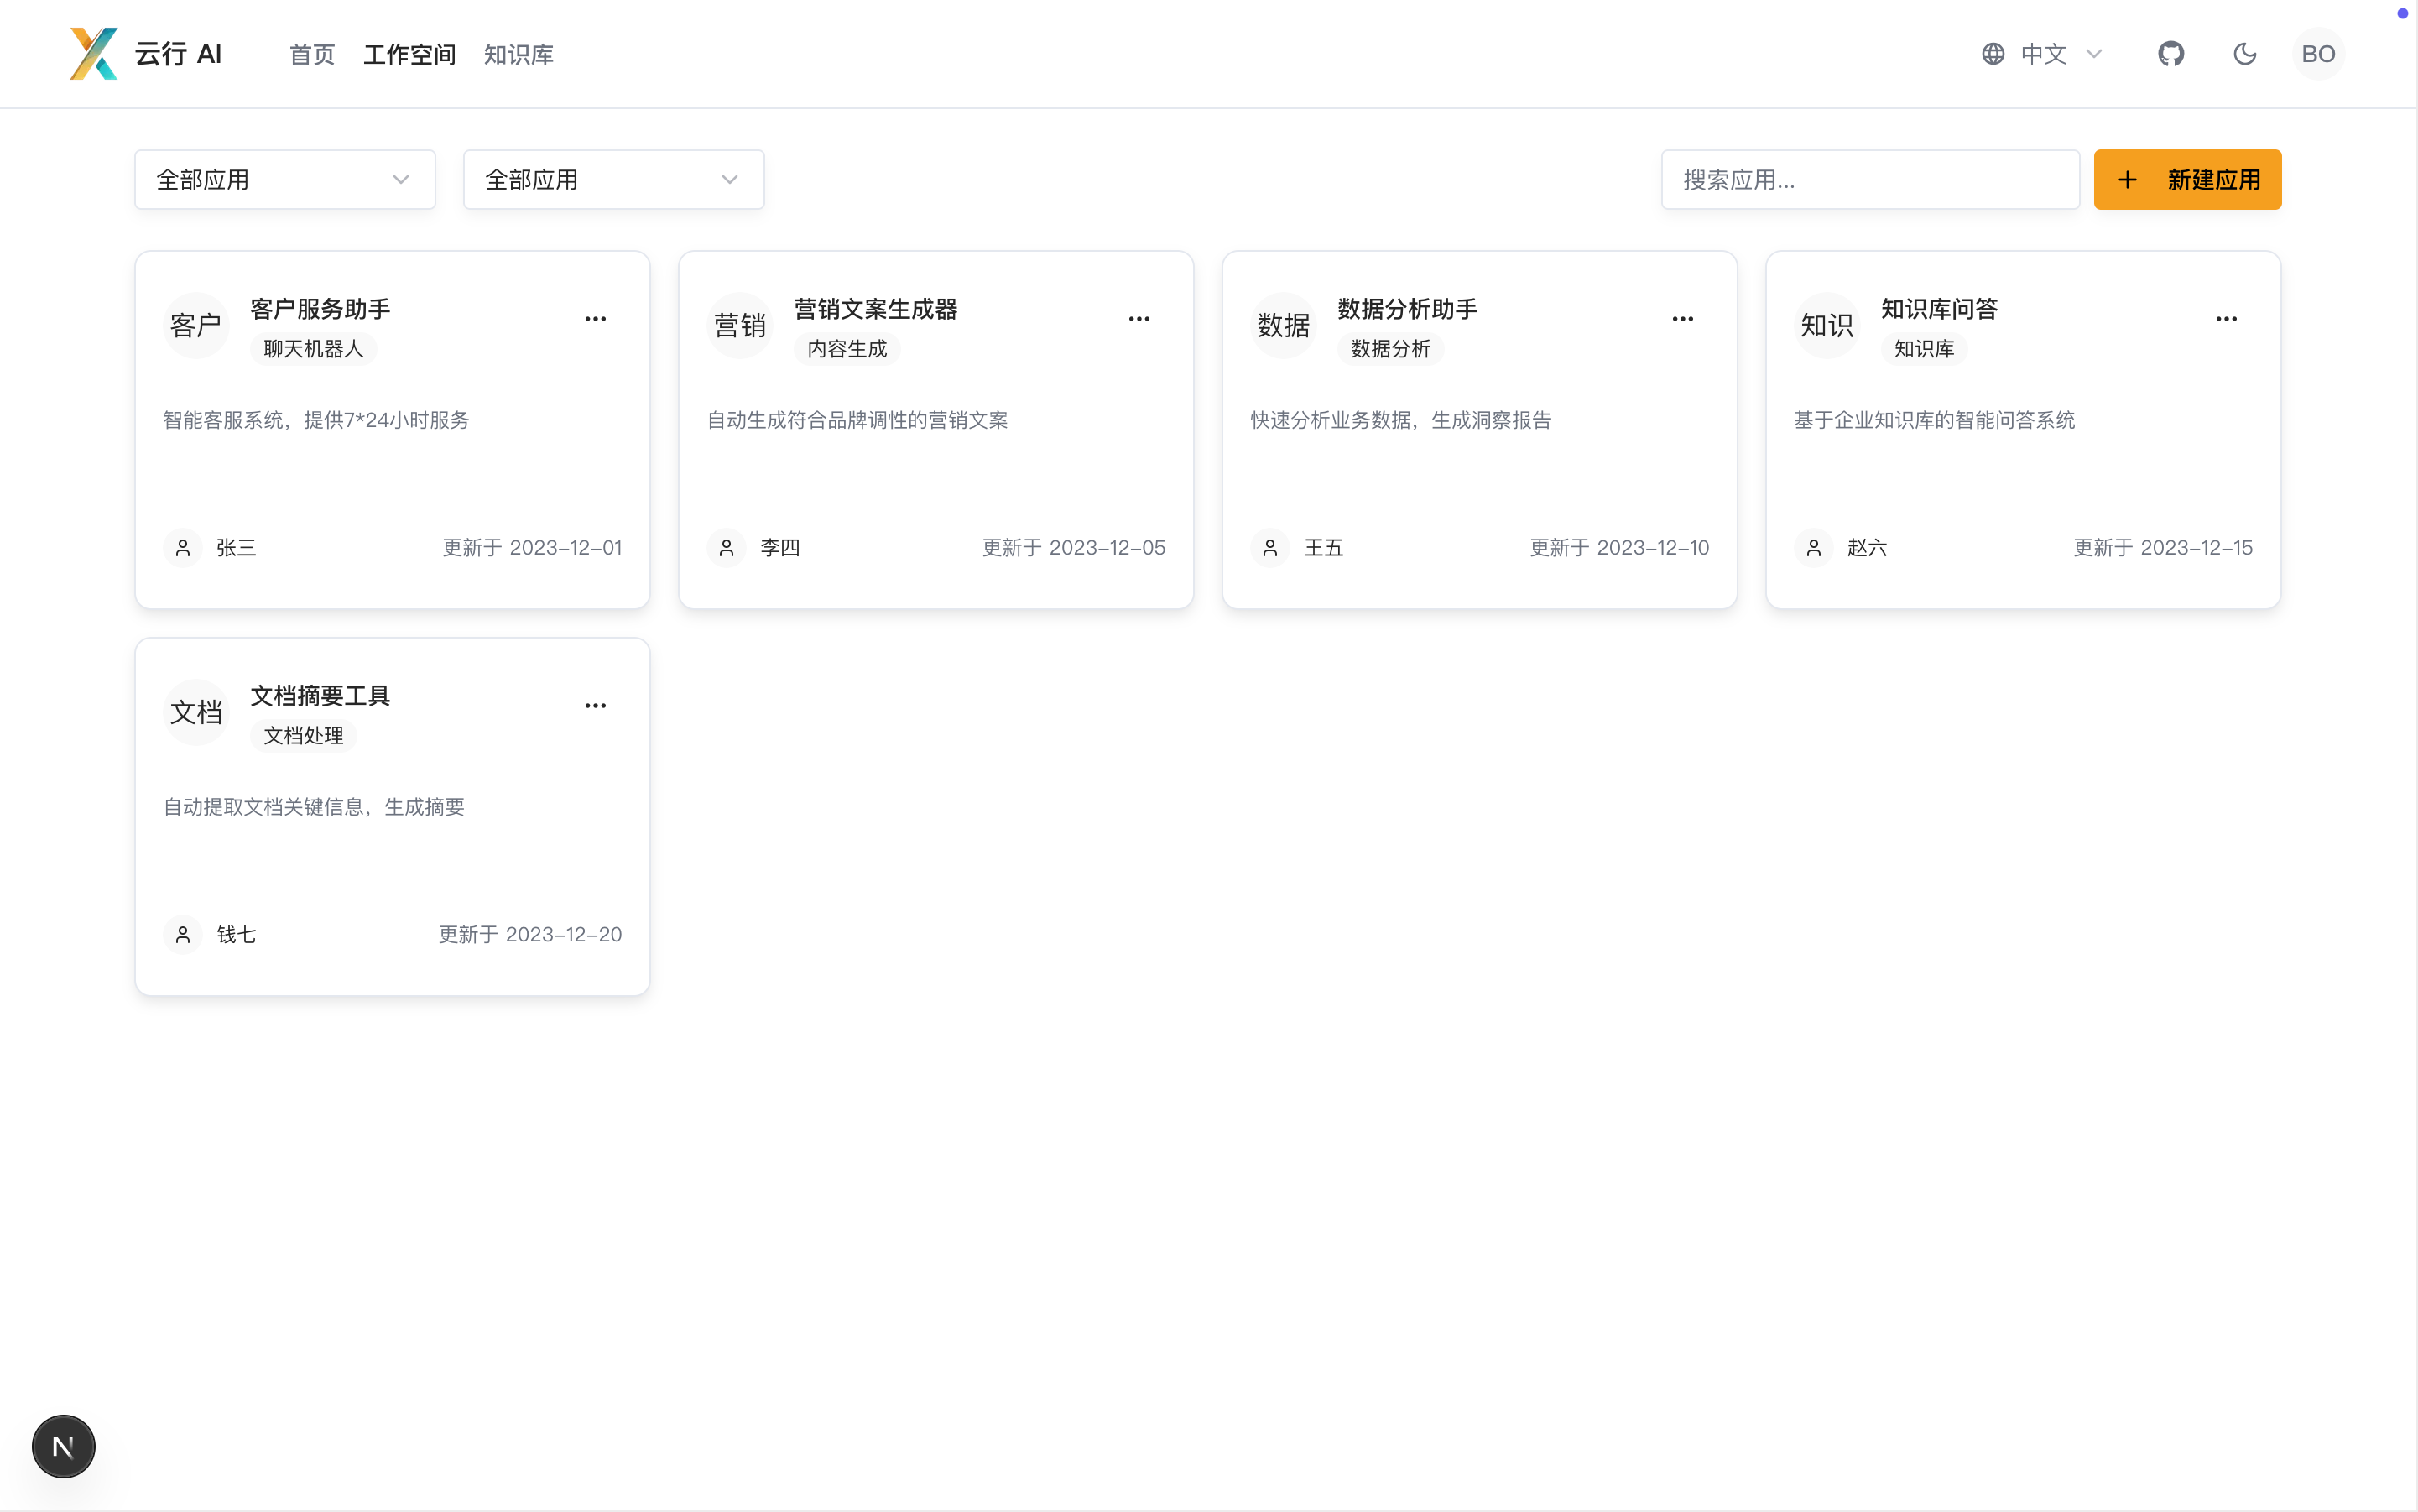 云行 AI 首页 工作空间 知识库 中文 BO
全部应用 全部应用 搜索应用... 新建应用
客户 客户服务助手
聊天机器人
智能客服系统，提供7*24小时服务
张三 更新于 2023-12-01
营销 营销文案生成器
内容生成
自动生成符合品牌调性的营销文案
李四 更新于 2023-12-05
数据 数据分析助手
数据分析
快速分析业务数据，生成洞察报告
王五 更新于 2023-12-10
知识 知识库问答
知识库
基于企业知识库的智能问答系统
赵六 更新于 2023-12-15
文档 文档摘要工具
文档处理
自动提取文档关键信息，生成摘要
钱七 更新于 2023-12-20
N